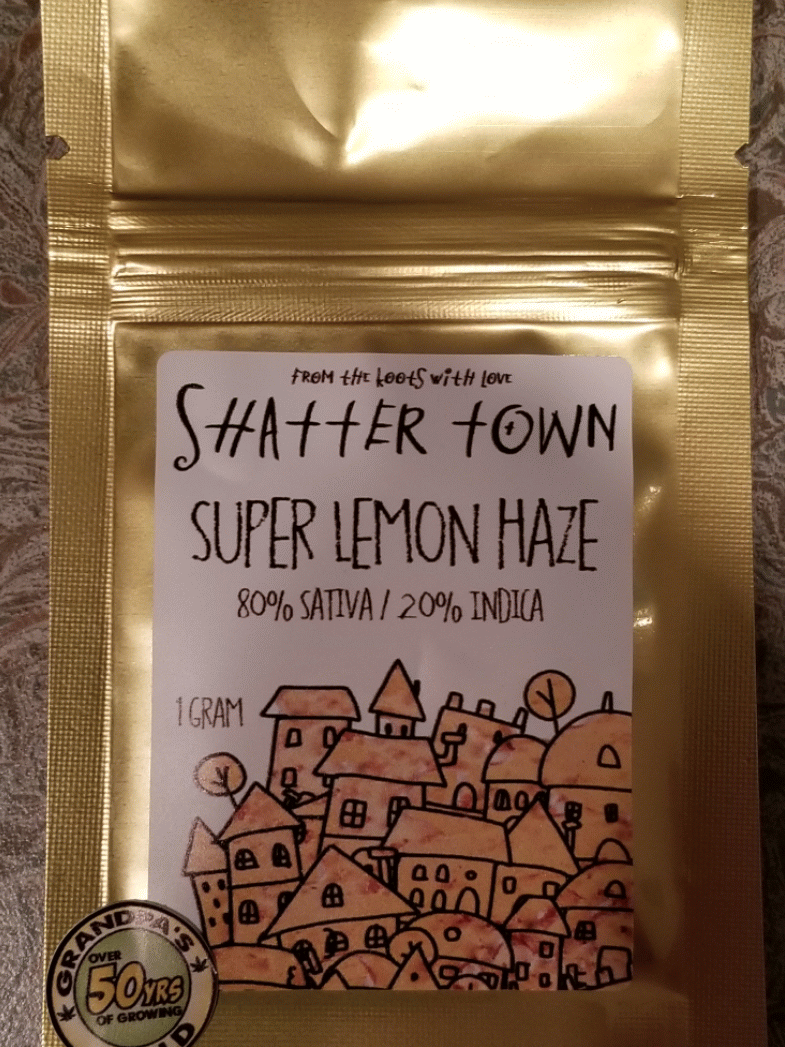 FROM THE ROOTS WITH LOVE
SHATTER TOWN
SUPER LEMON HAZE
80% SATIVA / 20% INDICA
1 GRAM
GRANDPA'S
OVER
50YRS
OF GROWING